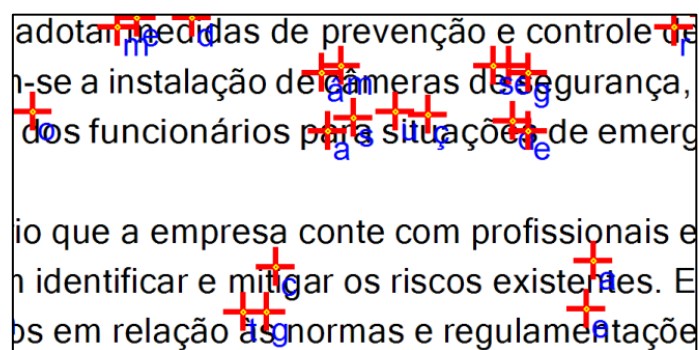 adotar medidas de prevenção e controle de
-se a instalação de câmeras de segurança,
dos funcionários para situações de emerg
io que a empresa conte com profissionais e
identificar e mitigar os riscos existentes. E
os em relação às normas e regulamentaçõe